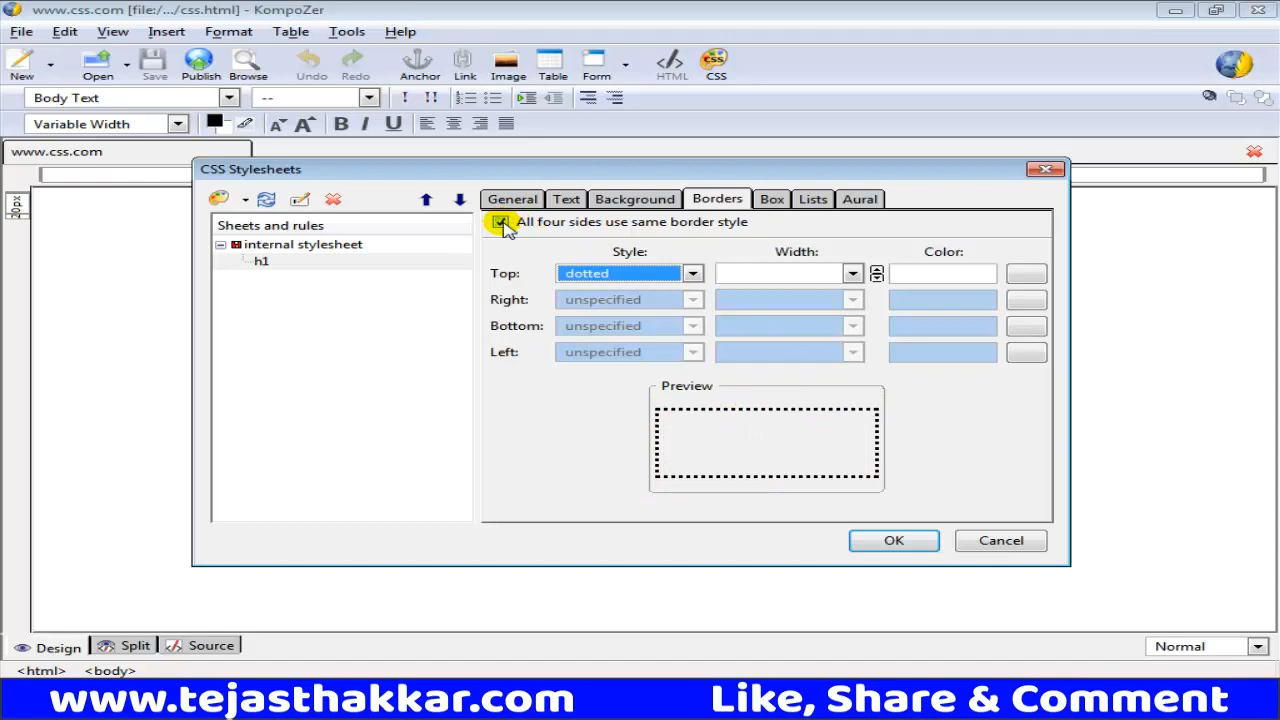 www.css.com [file:/.../css.html] - KompoZer
File Edit View Insert Format Table Tools Help
New Open Save Publish Browse Undo Redo Anchor Link Image Table Form HTML CSS
Body Text -- ! !!
Variable Width A A B I U
www.css.com
0px
CSS Stylesheets
General Text Background Borders Box Lists Aural
Sheets and rules
internal stylesheet
h1
All four sides use same border style
Style: Width: Color:
Top: dotted
Right: unspecified
Bottom: unspecified
Left: unspecified
Preview
OK Cancel
Design Split Source Normal
<html> <body>
www.tejasthakkar.com Like, Share & Comment